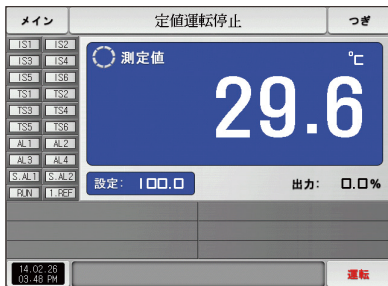 メイン 定値運転停止 つぎ
IS1 IS2
IS3 IS4
IS5 IS6
TS1 TS2
TS3 TS4
TS5 TS6
AL1 AL2
AL3 AL4
S.AL1 S.AL2
RUN 1.REF
測定値 ℃
29.6
設定: 100.0 出力: 0.0%
14.02.26
03:48 PM
運転